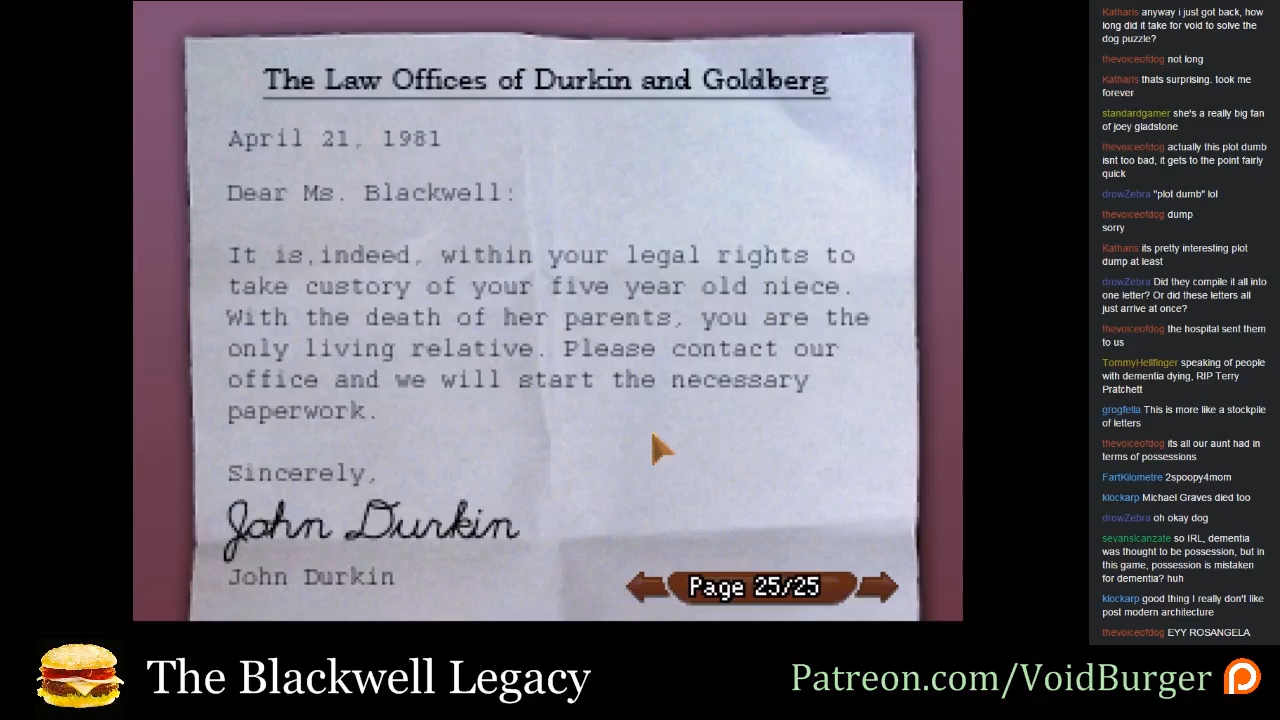 The Law Offices of Durkin and Goldberg
April 21, 1981
Dear Ms. Blackwell:
It is,indeed, within your legal rights to
take custory of your five year old niece.
With the death of her parents, you are the
only living relative. Please contact our
office and we will start the necessary
paperwork.
Sincerely,
John Durkin
John Durkin
Page 25/25
Katharis anyway i just got back, how
long did it take for void to solve the
dog puzzle?
thevoiceofdog not long
Katharis thats surprising. took me
forever
standardgamer she's a really big fan
of joey gladstone
thevoiceofdog actually this plot dumb
isnt too bad, it gets to the point fairly
quick
drowZebra "plot dumb" lol
thevoiceofdog dump
sorry
Katharis its pretty interesting plot
dump at least
drowZebra Did they compile it all into
one letter? Or did these letters all
just arrive at once?
thevoiceofdog the hospital sent them
to us
TommyHellfinger speaking of people
with dementia dying, RIP Terry
Pratchett
grogfella This is more like a stockpile
of letters
thevoiceofdog its all our aunt had in
terms of possessions
FartKilometre 2spoopy4mom
klockarp Michael Graves died too
drowZebra oh okay dog
sevanslcanzate so IRL, dementia
was thought to be possession, but in
this game, possession is mistaken
for dementia? huh
klockarp good thing I really don't like
post modern architecture
thevoiceofdog EYY ROSANGELA
The Blackwell Legacy
Patreon.com/VoidBurger